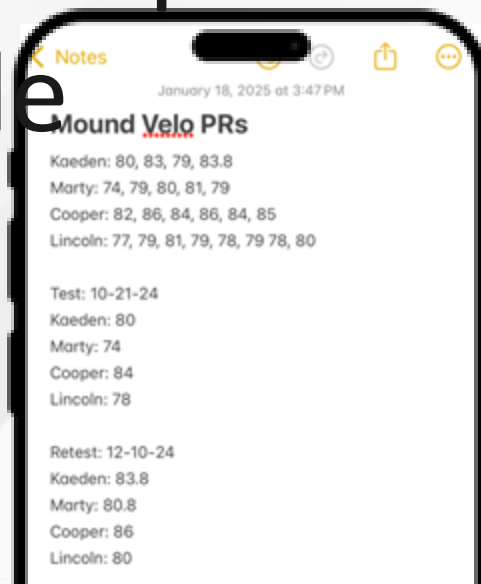 Notes
January 18, 2025 at 3:47 PM
Mound Velo PRs
Kaeden: 80, 83, 79, 83.8
Marty: 74, 79, 80, 81, 79
Cooper: 82, 86, 84, 86, 84, 85
Lincoln: 77, 79, 81, 79, 78, 79 78, 80
Test: 10-21-24
Kaeden: 80
Marty: 74
Cooper: 84
Lincoln: 78
Retest: 12-10-24
Kaeden: 83.8
Marty: 80.8
Cooper: 86
Lincoln: 80